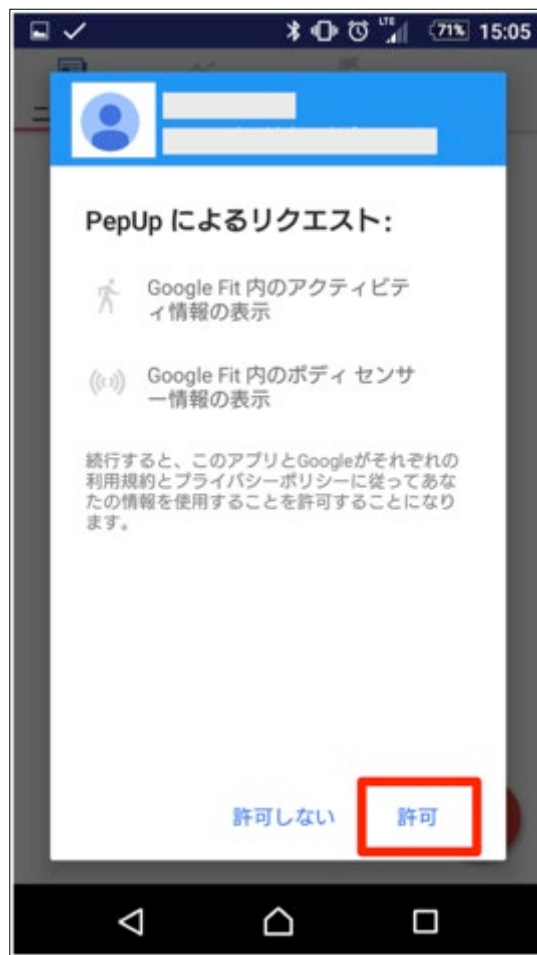 LTE 71% 15:05
PepUp によるリクエスト：
Google Fit 内のアクティビテ
ィ情報の表示
Google Fit 内のボディ センサ
ー情報の表示
続行すると、このアプリとGoogleがそれぞれの
利用規約とプライバシーポリシーに従ってあな
たの情報を使用することを許可することになり
ます。
許可しない 許可